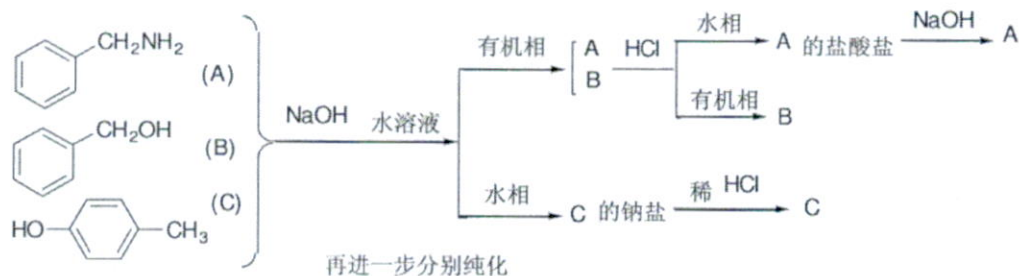 CH₂NH₂
(A)
CH₂OH
(B)
(C)
HO
CH₃
NaOH 水溶液
有机相
A
B
HCl
水相
A 的盐酸盐
NaOH
A
有机相
B
水相
C 的钠盐
稀 HCl
C
再进一步分别纯化